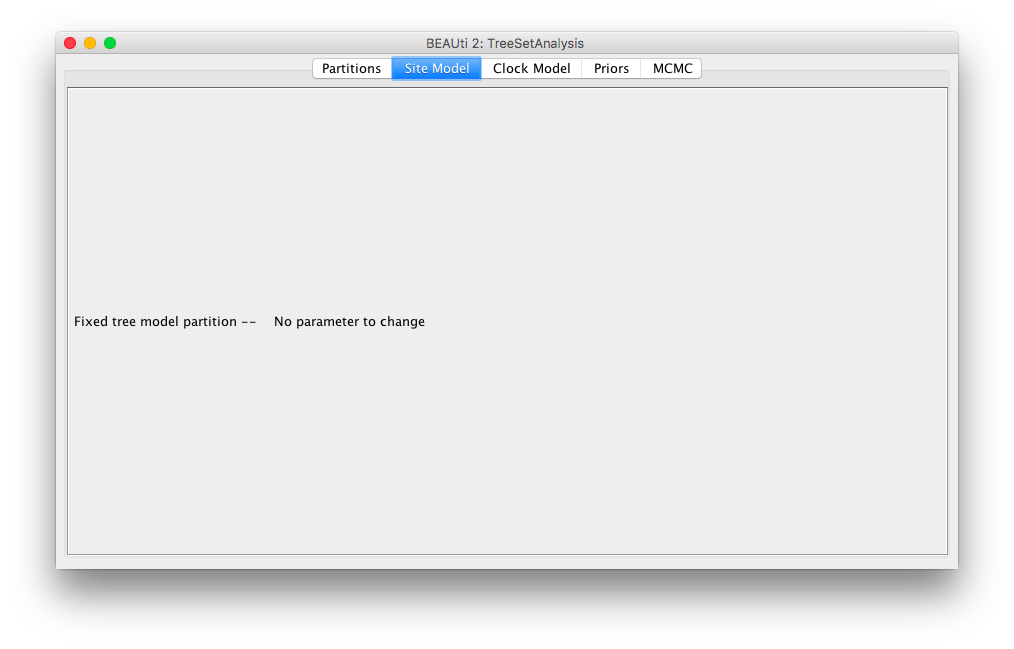 BEAUti 2: TreeSetAnalysis
Partitions Site Model Clock Model Priors MCMC
Fixed tree model partition -- No parameter to change